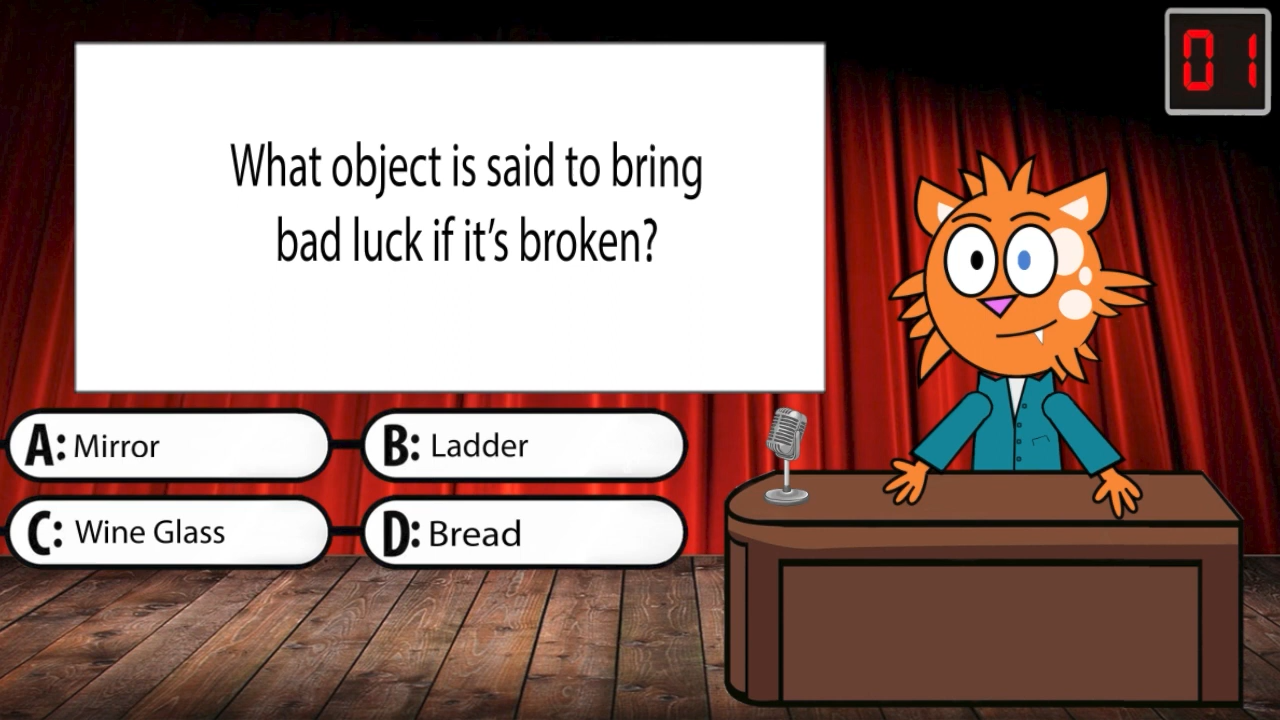 01
What object is said to bring
bad luck if it's broken?
A: Mirror
B: Ladder
C: Wine Glass
D: Bread